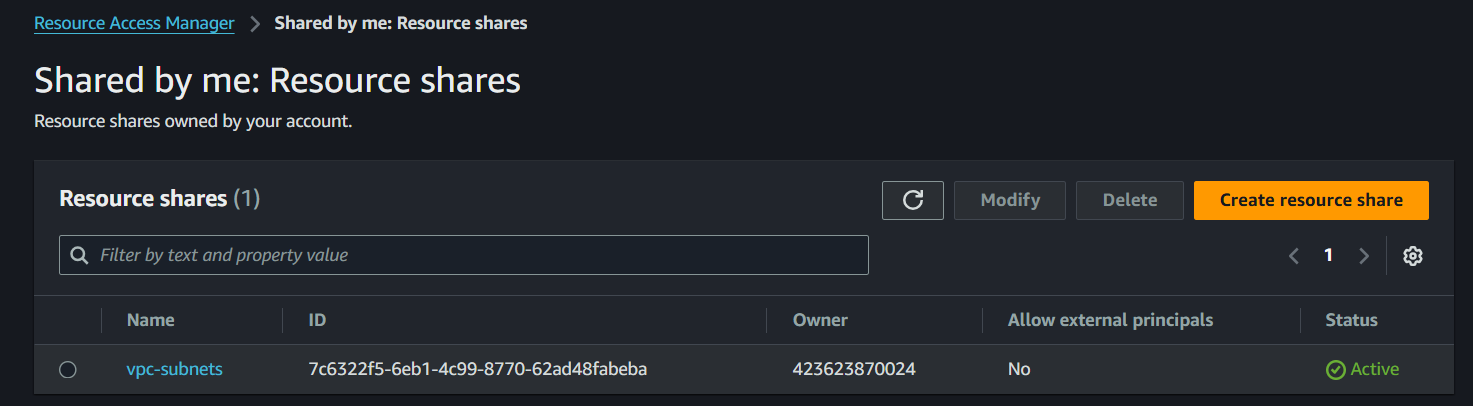 Resource Access Manager > Shared by me: Resource shares
Shared by me: Resource shares
Resource shares owned by your account.
Resource shares (1) Modify Delete Create resource share
Filter by text and property value 1
Name ID Owner Allow external principals Status
vpc-subnets 7c6322f5-6eb1-4c99-8770-62ad48fabeba 423623870024 No Active